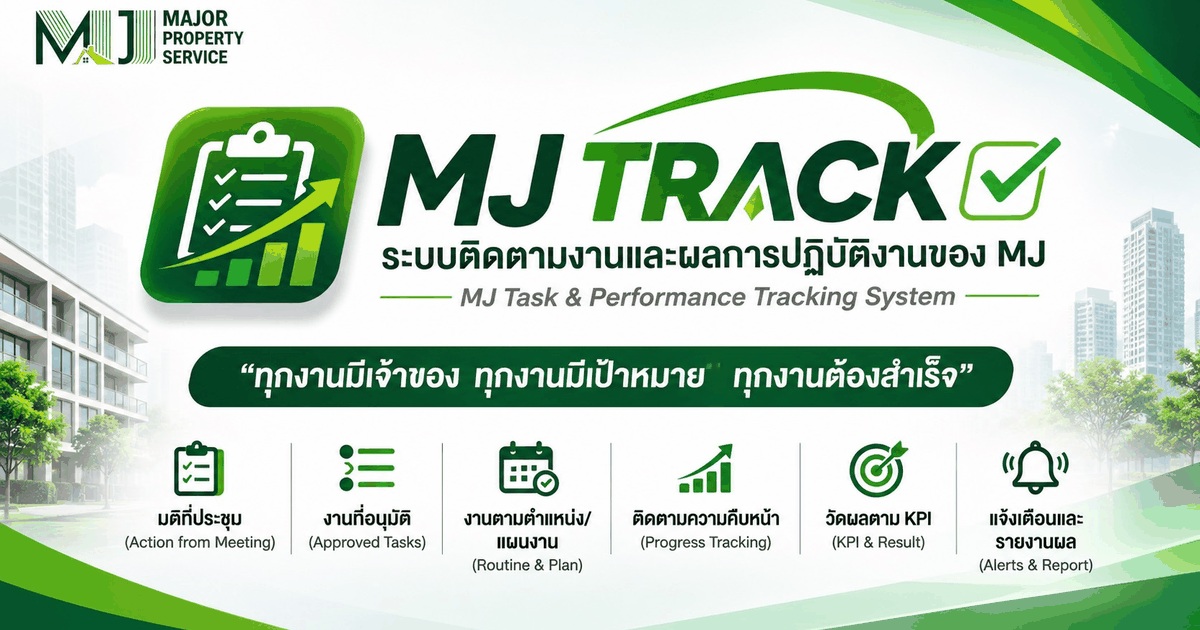 MJ MAJOR
PROPERTY
SERVICE
MJ TRACK
ระบบติดตามงานและผลการปฏิบัติงานของ MJ
MJ Task & Performance Tracking System
“ทุกงานมีเจ้าของ ทุกงานมีเป้าหมาย ทุกงานต้องสำเร็จ”
มติที่ประชุม
(Action from Meeting)
งานที่อนุมัติ
(Approved Tasks)
งานตามตำแหน่ง/
แผนงาน
(Routine & Plan)
ติดตามความคืบหน้า
(Progress Tracking)
วัดผลตาม KPI
(KPI & Result)
แจ้งเตือนและ
รายงานผล
(Alerts & Report)